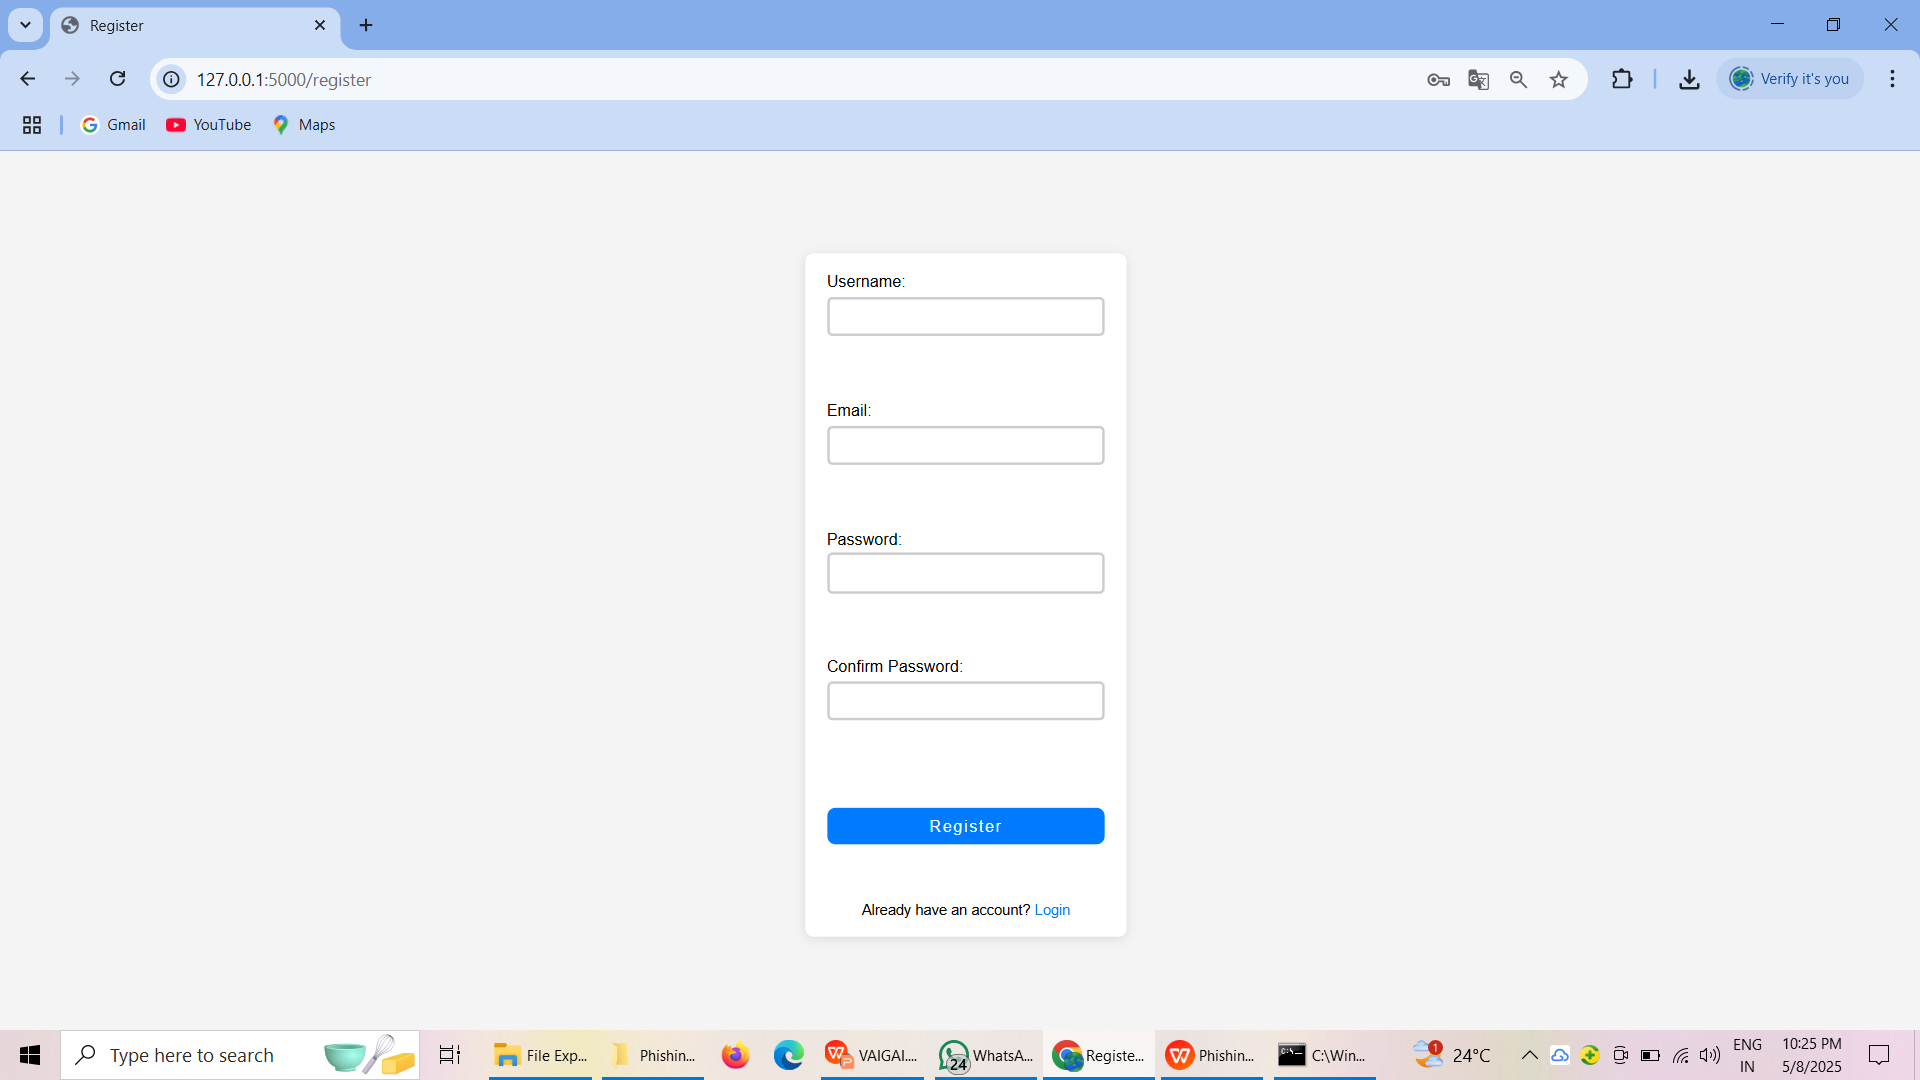 Register
127.0.0.1:5000/register
Verify it's you
Gmail
YouTube
Maps
Username:
Email:
Password:
Confirm Password:
Register
Already have an account? Login
Type here to search
File Exp...
Phishin...
VAIGAI....
24
WhatsA...
Registe...
Phishin...
C:\Win...
1
24°C
ENG
IN
10:25 PM
5/8/2025